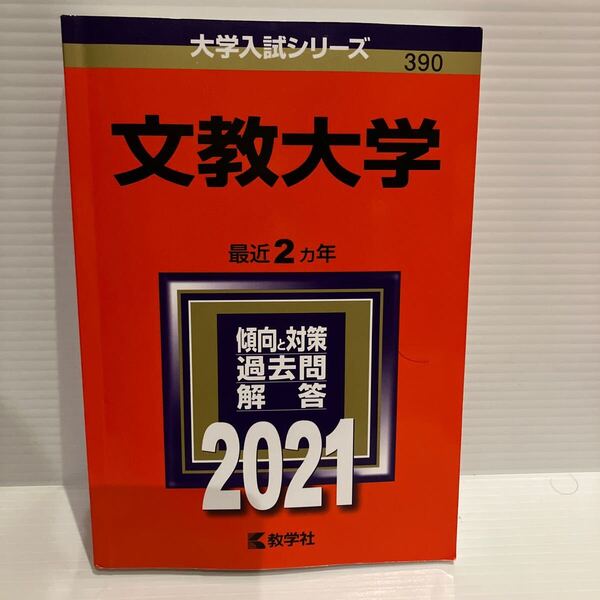 大学入試シリーズ
390
文教大学
最近2カ年
傾向と対策
過去問
解答
2021
教学社